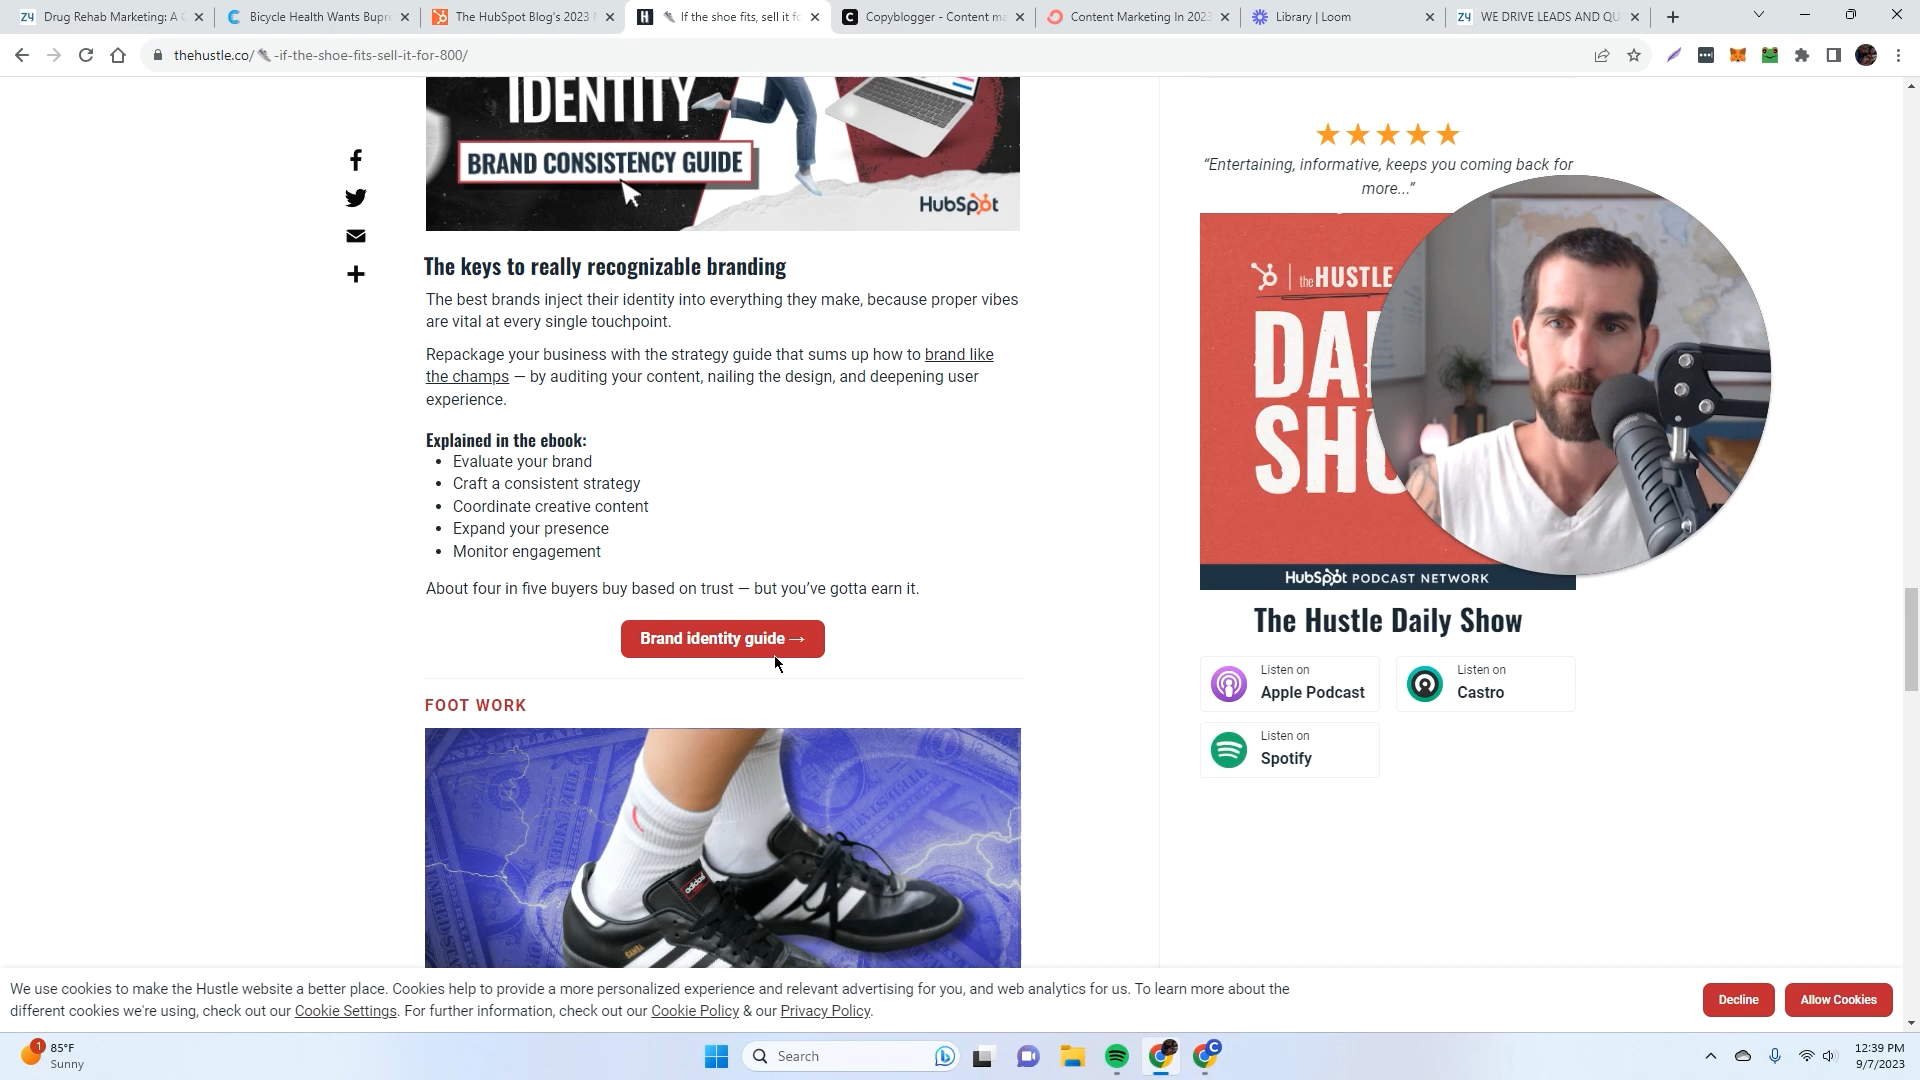 Drug Rehab Marketing: A C
Bicycle Health Wants Bupre
The HubSpot Blog's 2023
If the shoe fits, sell it fo
Copyblogger - Content ma
Content Marketing In 2023
Library | Loom
WE DRIVE LEADS AND QU
thehustle.co/👟-if-the-shoe-fits-sell-it-for-800/
IDENTITY
BRAND CONSISTENCY GUIDE
HubSpot
The keys to really recognizable branding
The best brands inject their identity into everything they make, because proper vibes
are vital at every single touchpoint.
Repackage your business with the strategy guide that sums up how to brand like
the champs — by auditing your content, nailing the design, and deepening user
experience.
Explained in the ebook:
• Evaluate your brand
• Craft a consistent strategy
• Coordinate creative content
• Expand your presence
• Monitor engagement
About four in five buyers buy based on trust — but you've gotta earn it.
Brand identity guide →
FOOT WORK
adidas
SAMBA
“Entertaining, informative, keeps you coming back for
more...”
the HUSTLE
DAI
SHO
HubSpot PODCAST NETWORK
The Hustle Daily Show
Listen on
Apple Podcast
Listen on
Castro
Listen on
Spotify
We use cookies to make the Hustle website a better place. Cookies help to provide a more personalized experience and relevant advertising for you, and web analytics for us. To learn more about the
different cookies we're using, check out our Cookie Settings. For further information, check out our Cookie Policy & our Privacy Policy.
Decline
Allow Cookies
1
85°F
Sunny
Search
12:39 PM
9/7/2023